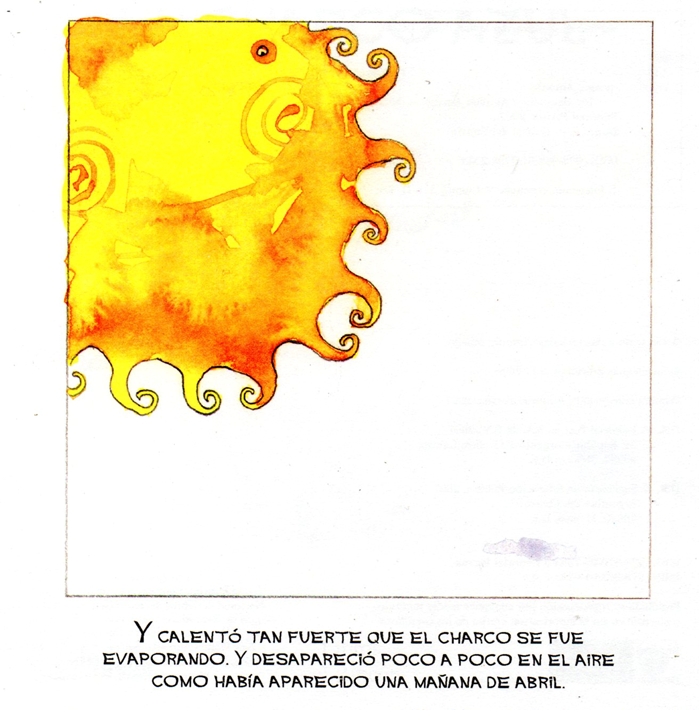 Y CALENTÓ TAN FUERTE QUE EL CHARCO SE FUE
EVAPORANDO. Y DESAPARECIÓ POCO A POCO EN EL AIRE
COMO HABÍA APARECIDO UNA MAÑANA DE ABRIL.